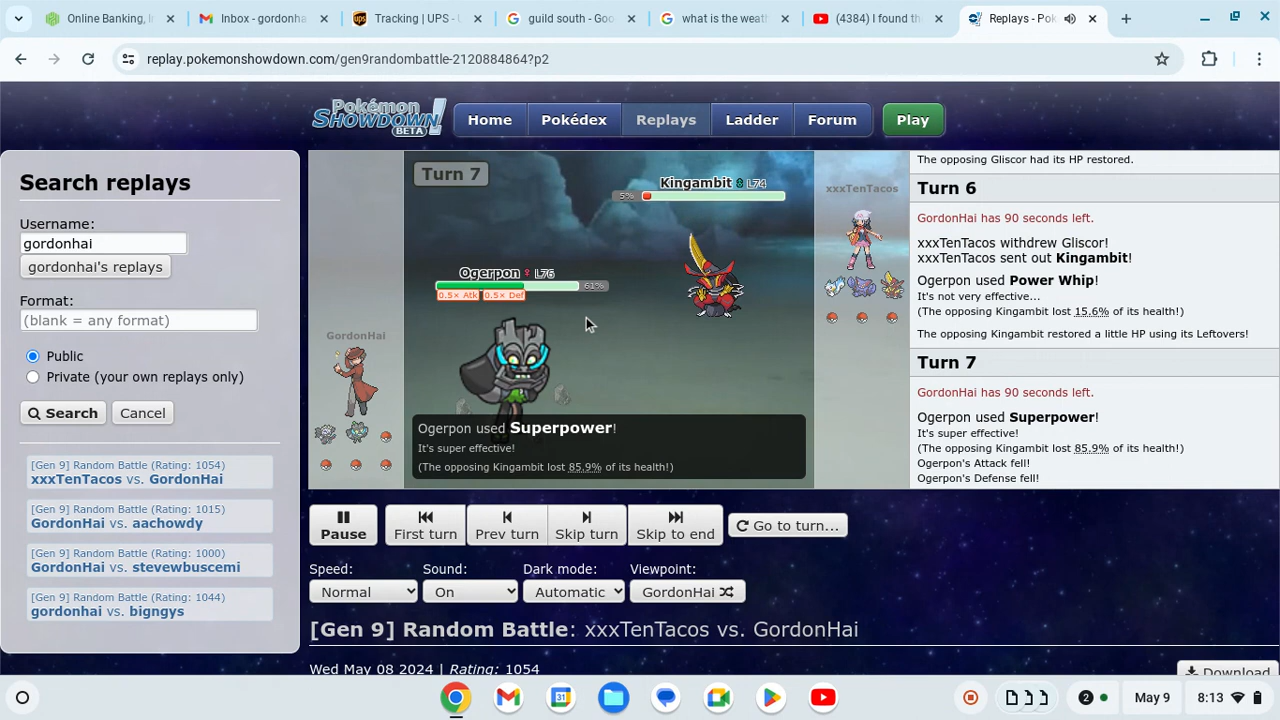 Online Banking, In
Inbox - gordonha
Tracking | UPS - U
guild south - Goo
what is the weat
(4384) I found th
Replays - Pok
replay.pokemonshowdown.com/gen9randombattle-2120884864?p2
Pokémon
SHOWDOWN!
BETA
Home
Pokédex
Replays
Ladder
Forum
Play
Search replays
Username:
gordonhai
gordonhai's replays
Format:
(blank = any format)
Public
Private (your own replays only)
Search
Cancel
[Gen 9] Random Battle (Rating: 1054)
xxxTenTacos vs. GordonHai
[Gen 9] Random Battle (Rating: 1015)
GordonHai vs. aachowdy
[Gen 9] Random Battle (Rating: 1000)
GordonHai vs. stevewbuscemi
[Gen 9] Random Battle (Rating: 1044)
gordonhai vs. bigngys
Turn 7
Kingambit L74
5%
Ogerpon L76
61%
0.5× Atk 0.5× Def
GordonHai
xxxTenTacos
Ogerpon used Superpower!
It's super effective!
(The opposing Kingambit lost 85.9% of its health!)
The opposing Gliscor had its HP restored.
Turn 6
GordonHai has 90 seconds left.
xxxTenTacos withdrew Gliscor!
xxxTenTacos sent out Kingambit!
Ogerpon used Power Whip!
It's not very effective...
(The opposing Kingambit lost 15.6% of its health!)
The opposing Kingambit restored a little HP using its Leftovers!
Turn 7
GordonHai has 90 seconds left.
Ogerpon used Superpower!
It's super effective!
(The opposing Kingambit lost 85.9% of its health!)
Ogerpon's Attack fell!
Ogerpon's Defense fell!
Pause
First turn
Prev turn
Skip turn
Skip to end
Go to turn...
Speed:
Normal
Sound:
On
Dark mode:
Automatic
Viewpoint:
GordonHai
[Gen 9] Random Battle: xxxTenTacos vs. GordonHai
Wed May 08 2024 | Rating: 1054
Download
2
May 9
8:13